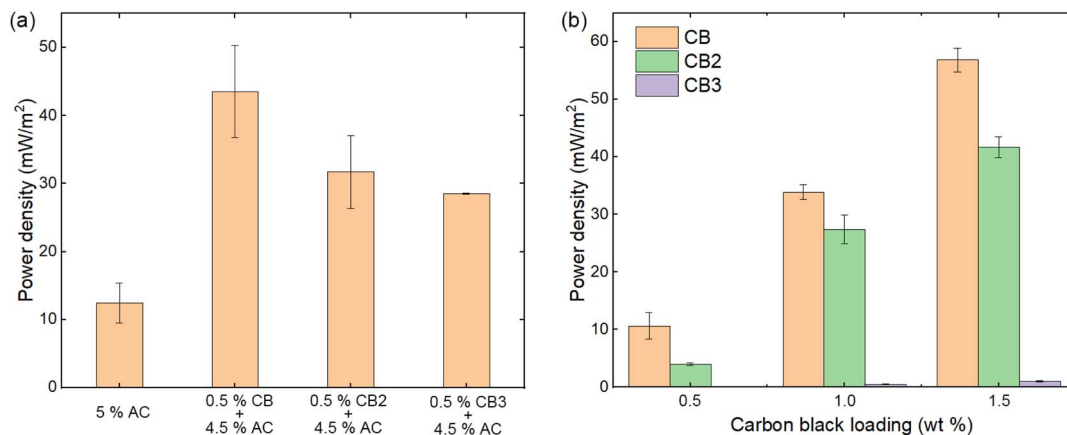 (a)
Power density (mW/m²)
50
40
30
20
10
0
5 % AC
0.5 % CB
+
4.5 % AC
0.5 % CB2
+
4.5 % AC
0.5 % CB3
+
4.5 % AC
(b)
Power density (mW/m²)
60
50
40
30
20
10
0
CB
CB2
CB3
0.5
1.0
1.5
Carbon black loading (wt %)